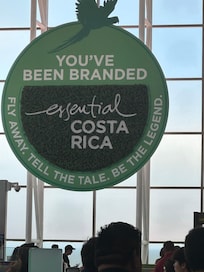 YOU'VE
BEEN BRANDED
essential
COSTA
RICA
FLY AWAY. TELL THE TALE. BE THE LEGEND.